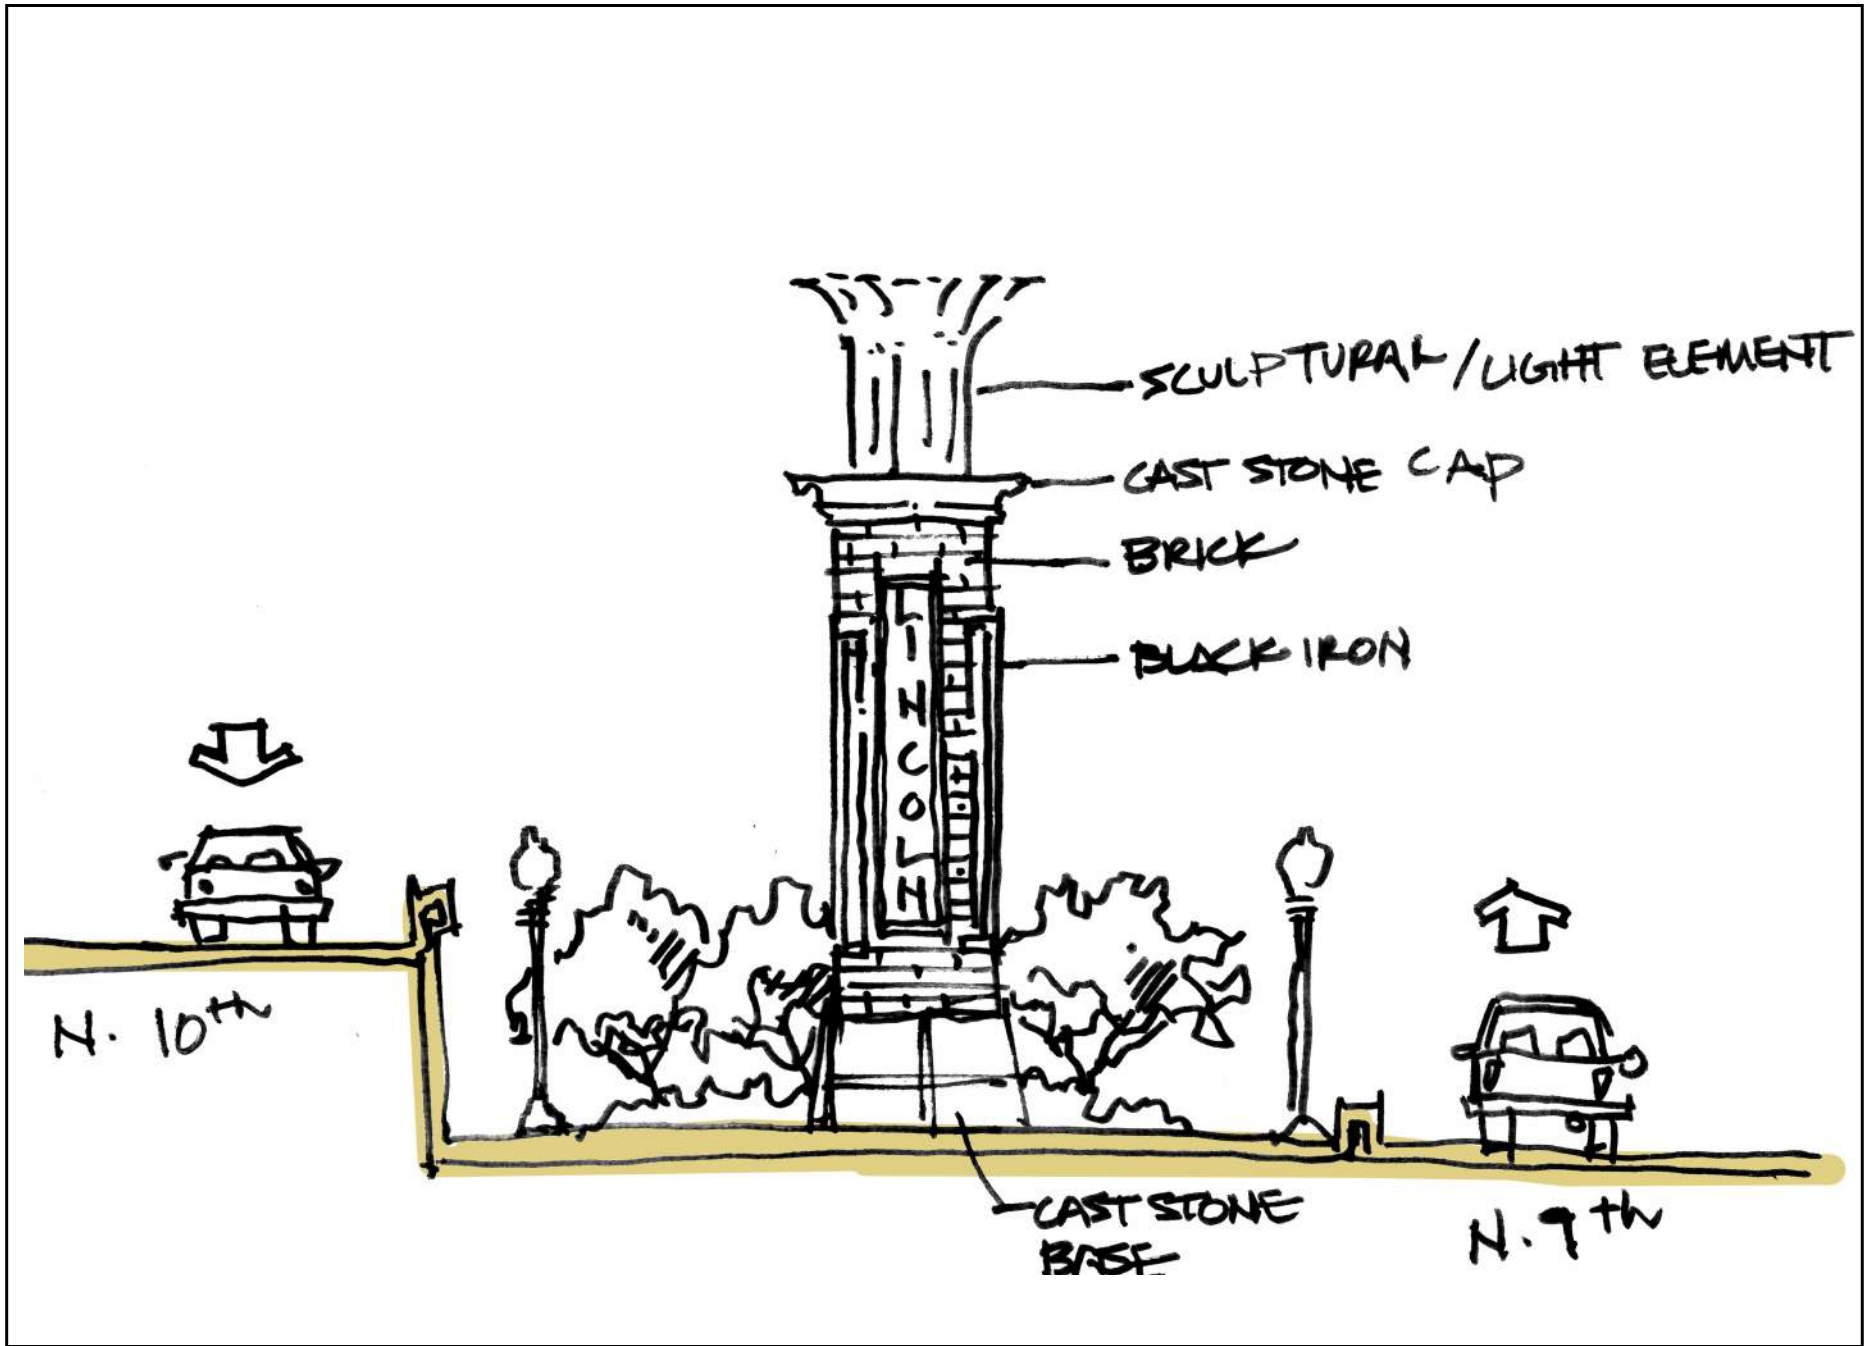 SCULPTURAL/LIGHT ELEMENT
CAST STONE CAP
BRICK
BLACK IRON
LINCOLN
N. 10th
CAST STONE
BASE
N. 9th